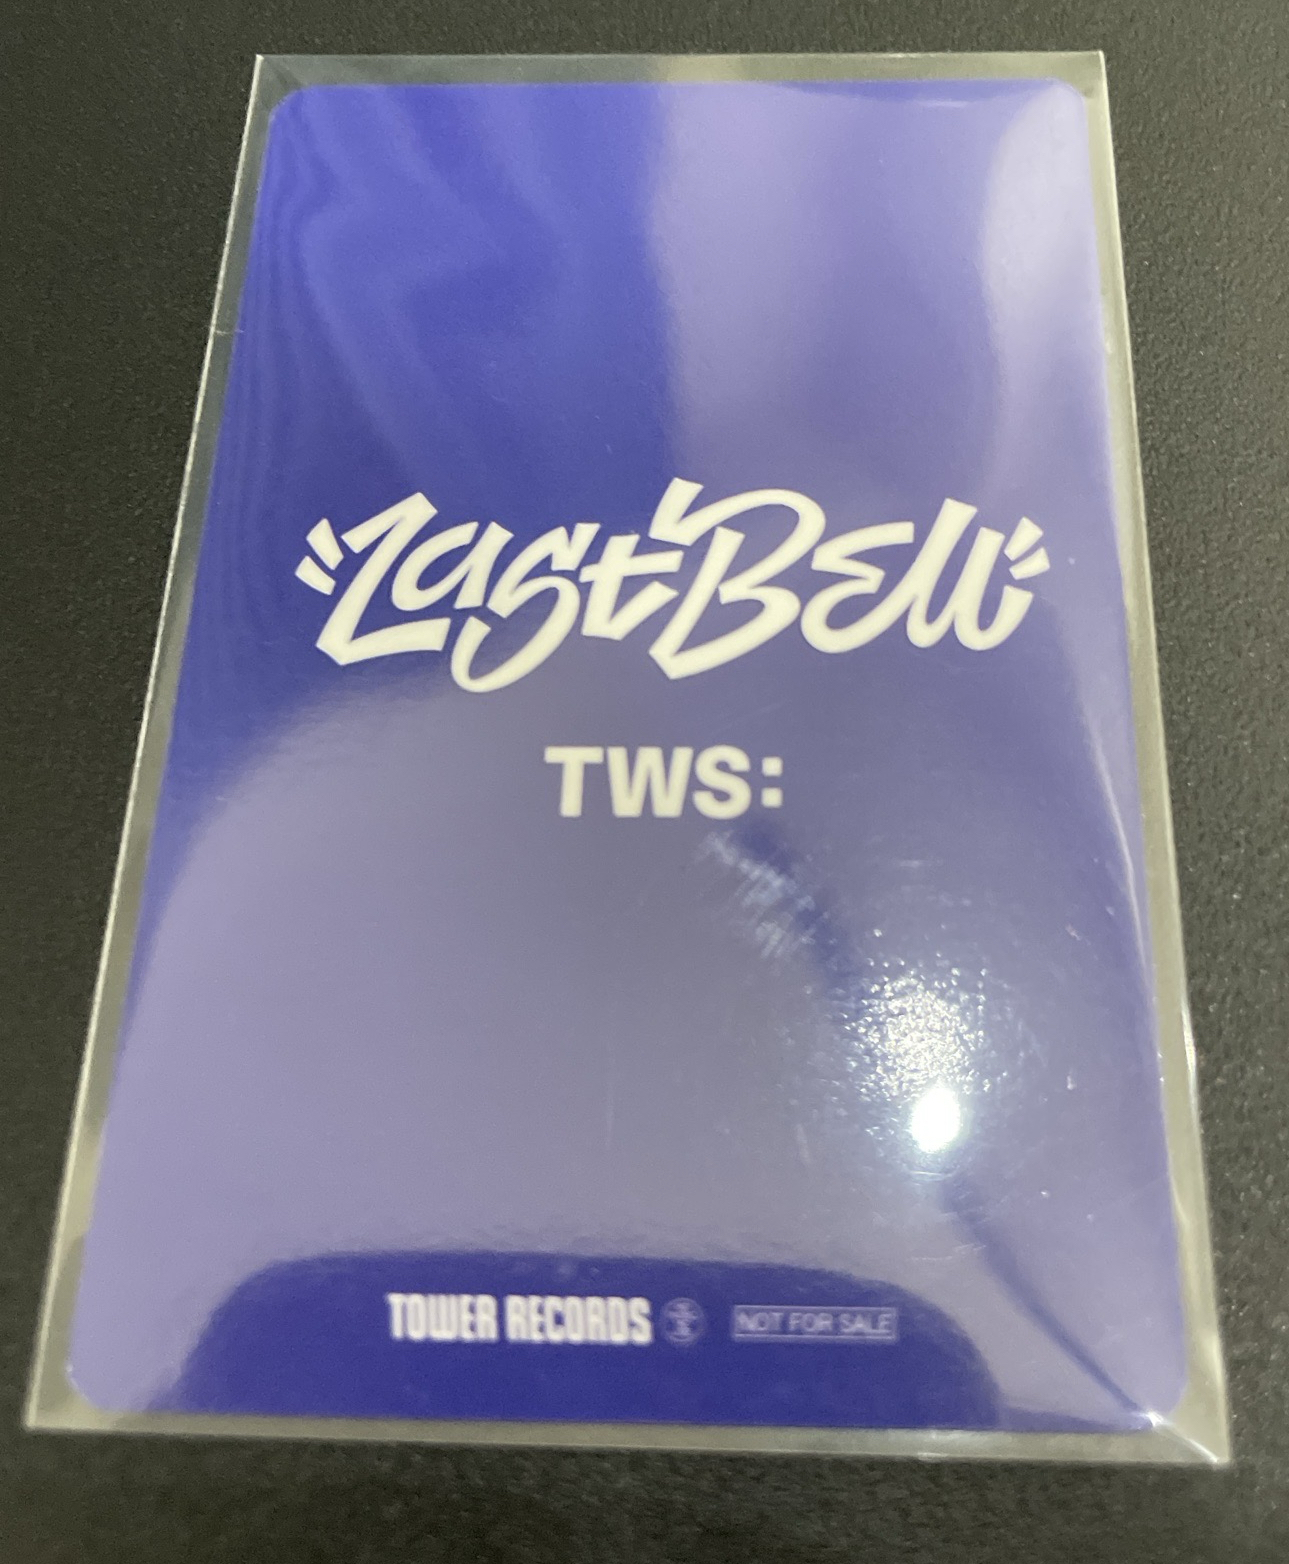 "Last Bell"
TWS:
TOWER RECORDS NOT FOR SALE